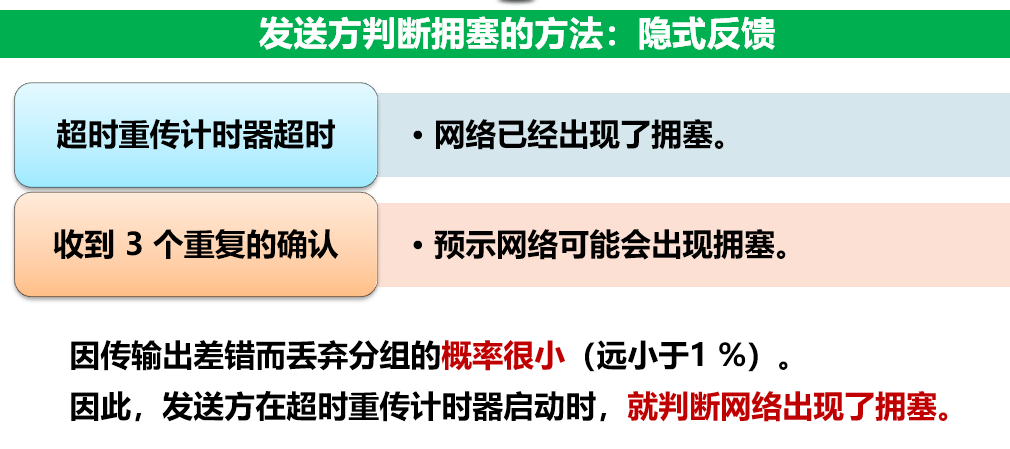 发送方判断拥塞的方法：隐式反馈
超时重传计时器超时
• 网络已经出现了拥塞。
收到 3 个重复的确认
• 预示网络可能会出现拥塞。
因传输出差错而丢弃分组的概率很小（远小于1 %）。
因此，发送方在超时重传计时器启动时，就判断网络出现了拥塞。